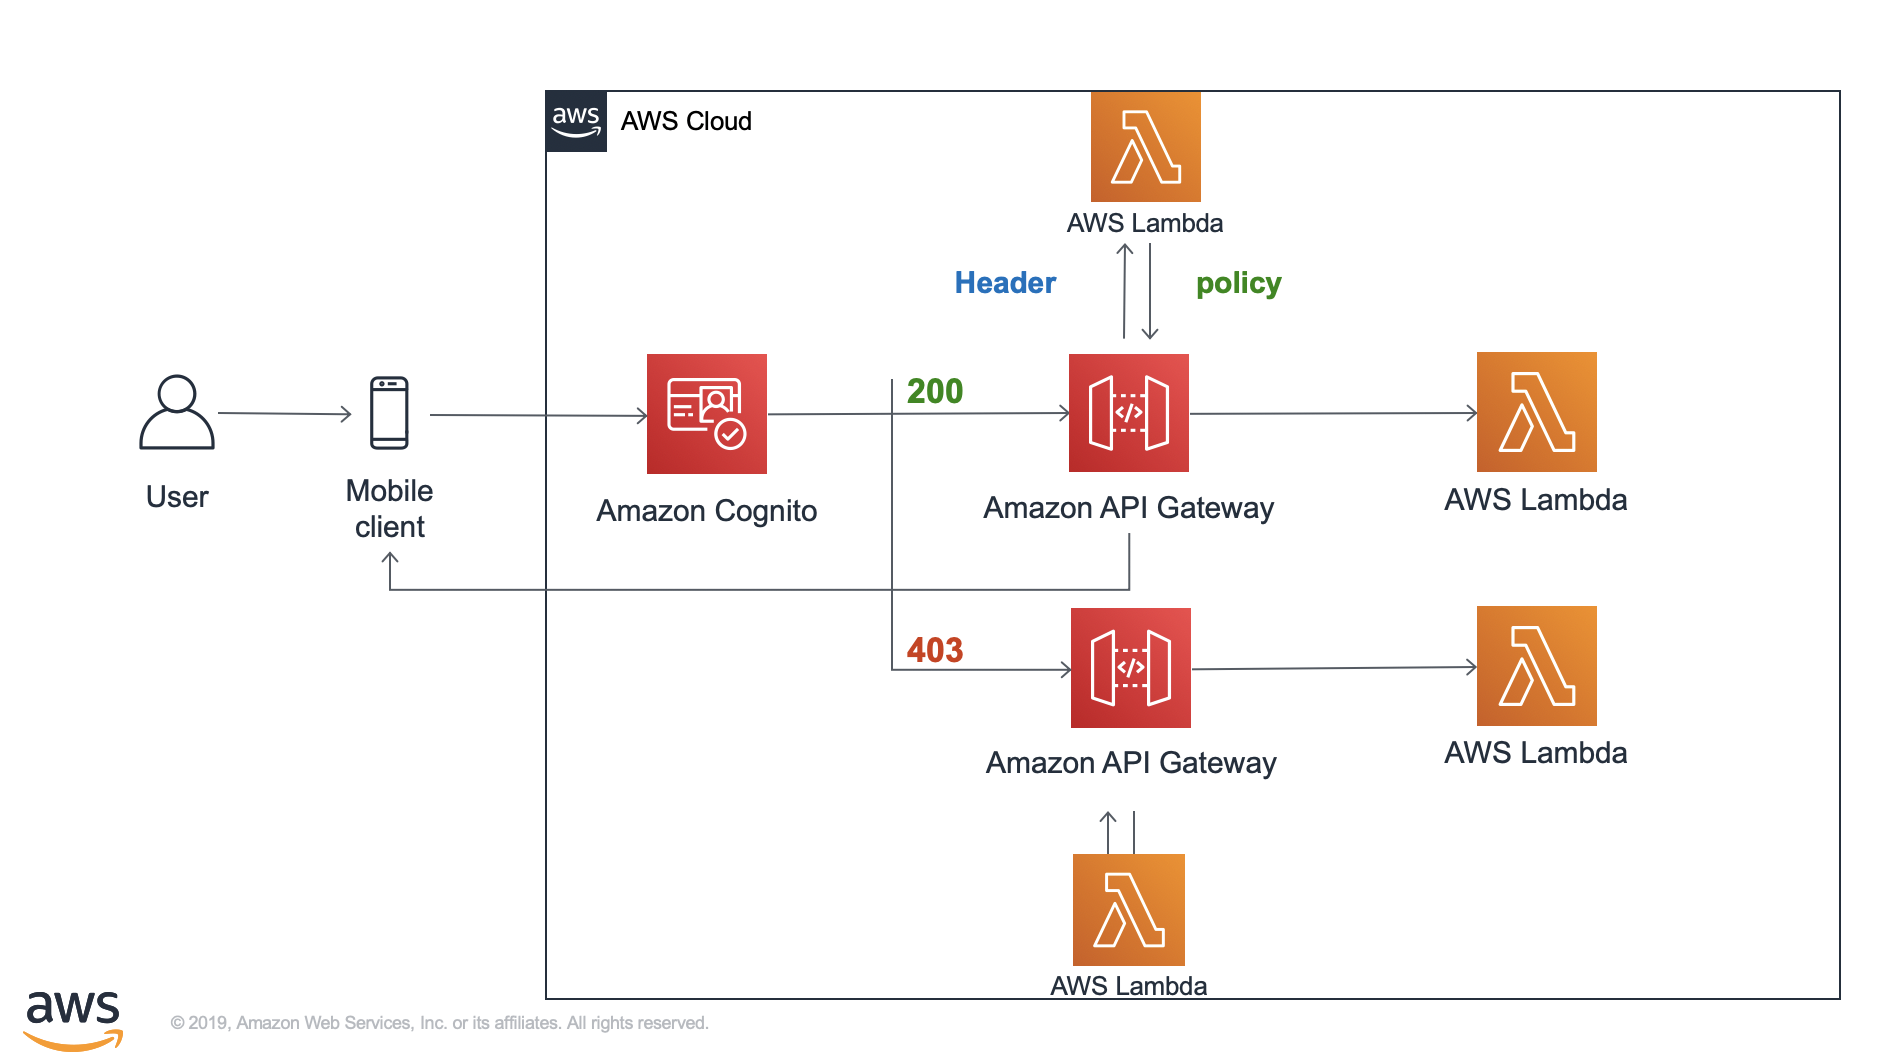 aws
AWS Cloud
AWS Lambda
Header
policy
200
User
Mobile
client
Amazon Cognito
Amazon API Gateway
AWS Lambda
403
Amazon API Gateway
AWS Lambda
AWS Lambda
aws
© 2019, Amazon Web Services, Inc. or its affiliates. All rights reserved.